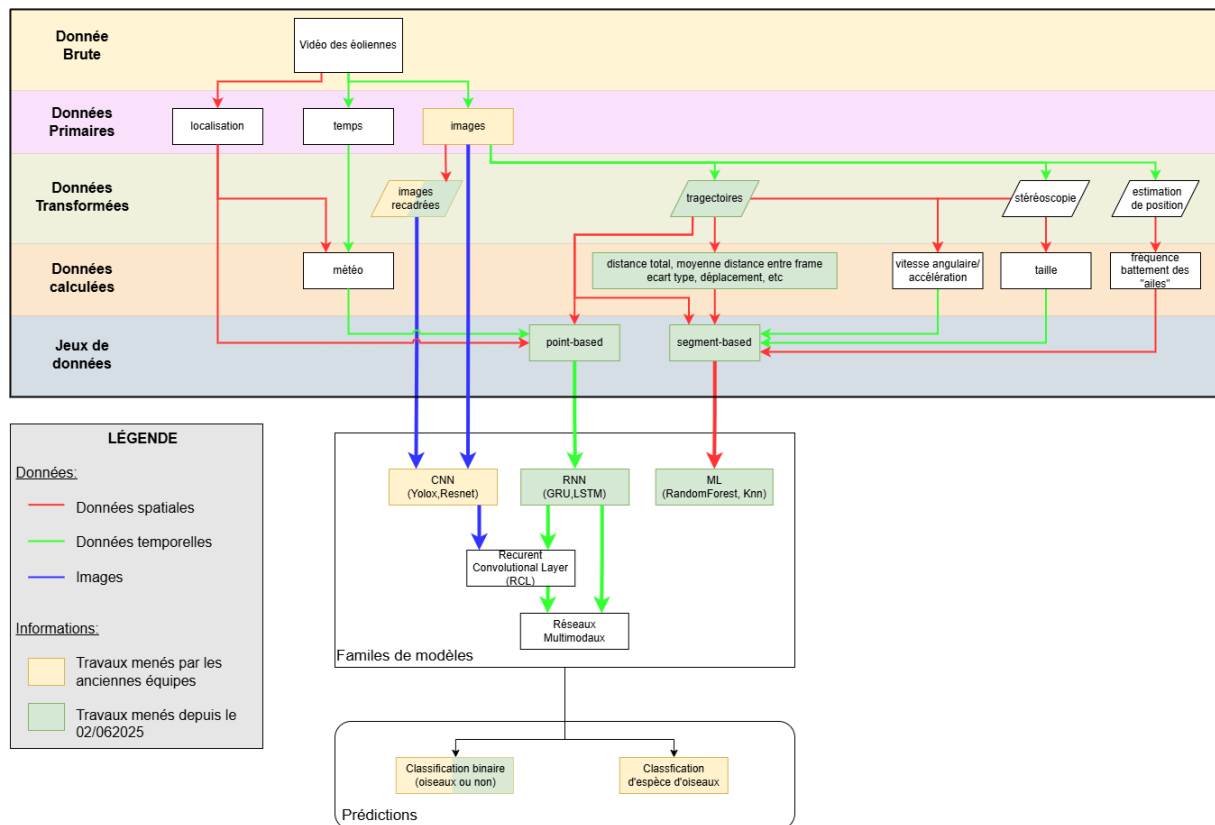 Donnée
Brute
Vidéo des éoliennes
Données
Primaires
localisation
temps
images
Données
Transformées
images
recadrées
tragectoires
stéréoscopie
estimation
de position
Données
calculées
mètéo
distance total, moyenne distance entre frame
ecart type, déplacement, etc
vitesse angulaire/
accélération
taille
fréquence
battement des
"ailes"
Jeux de
données
point-based
segment-based
LÉGENDE
Données:
Données spatiales
Données temporelles
Images
Informations:
Travaux menés par les
anciennes équipes
Travaux menés depuis le
02/062025
CNN
(Yolox,Resnet)
RNN
(GRU,LSTM)
ML
(RandomForest, Knn)
Recurent
Convolutional Layer
(RCL)
Réseaux
Multimodaux
Familes de modèles
Classification binaire
(oiseaux ou non)
Classfication
d'espèce d'oiseaux
Prédictions